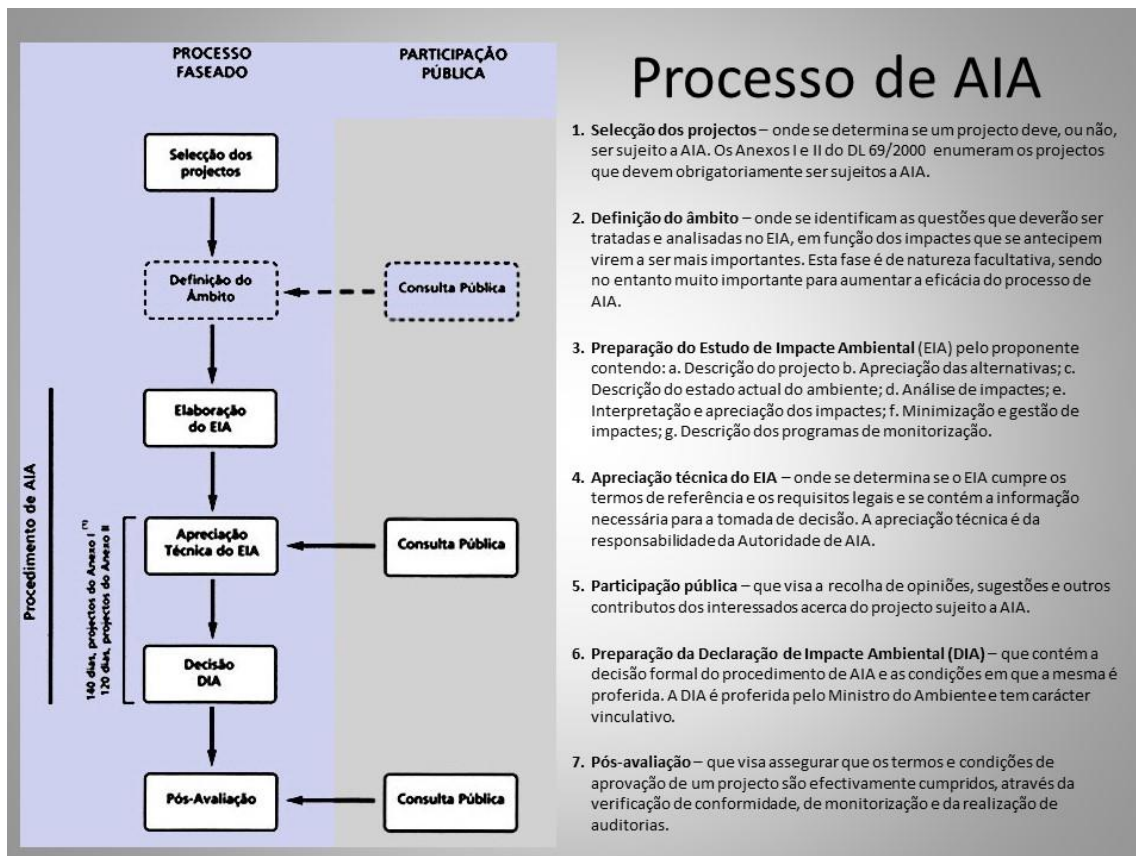 PROCESSO
FASEADO
PARTICIPAÇÃO
PÚBLICA
Selecção dos
projectos
Definição do
Âmbito
Consulta Pública
Elaboração
do EIA
Apreciação
Técnica do EIA
Consulta Pública
Decisão
DIA
Pós-Avaliação
Consulta Pública
Procedimento de AIA
140 dias, projectos do Anexo I (1)
120 dias, projectos do Anexo II
Processo de AIA
1. Selecção dos projectos – onde se determina se um projecto deve, ou não,
ser sujeito a AIA. Os Anexos I e II do DL 69/2000 enumeram os projectos
que devem obrigatoriamente ser sujeitos a AIA.
2. Definição do âmbito – onde se identificam as questões que deverão ser
tratadas e analisadas no EIA, em função dos impactes que se antecipem
virem a ser mais importantes. Esta fase é de natureza facultativa, sendo
no entanto muito importante para aumentar a eficácia do processo de
AIA.
3. Preparação do Estudo de Impacte Ambiental (EIA) pelo proponente
contendo: a. Descrição do projecto b. Apreciação das alternativas; c.
Descrição do estado actual do ambiente; d. Análise de impactes; e.
Interpretação e apreciação dos impactes; f. Minimização e gestão de
impactes; g. Descrição dos programas de monitorização.
4. Apreciação técnica do EIA – onde se determina se o EIA cumpre os
termos de referência e os requisitos legais e se contém a informação
necessária para a tomada de decisão. A apreciação técnica é da
responsabilidade da Autoridade de AIA.
5. Participação pública – que visa a recolha de opiniões, sugestões e outros
contributos dos interessados acerca do projecto sujeito a AIA.
6. Preparação da Declaração de Impacte Ambiental (DIA) – que contém a
decisão formal do procedimento de AIA e as condições em que a mesma é
proferida. A DIA é proferida pelo Ministro do Ambiente e tem carácter
vinculativo.
7. Pós-avaliação – que visa assegurar que os termos e condições de
aprovação de um projecto são efectivamente cumpridos, através da
verificação de conformidade, de monitorização e da realização de
auditorias.